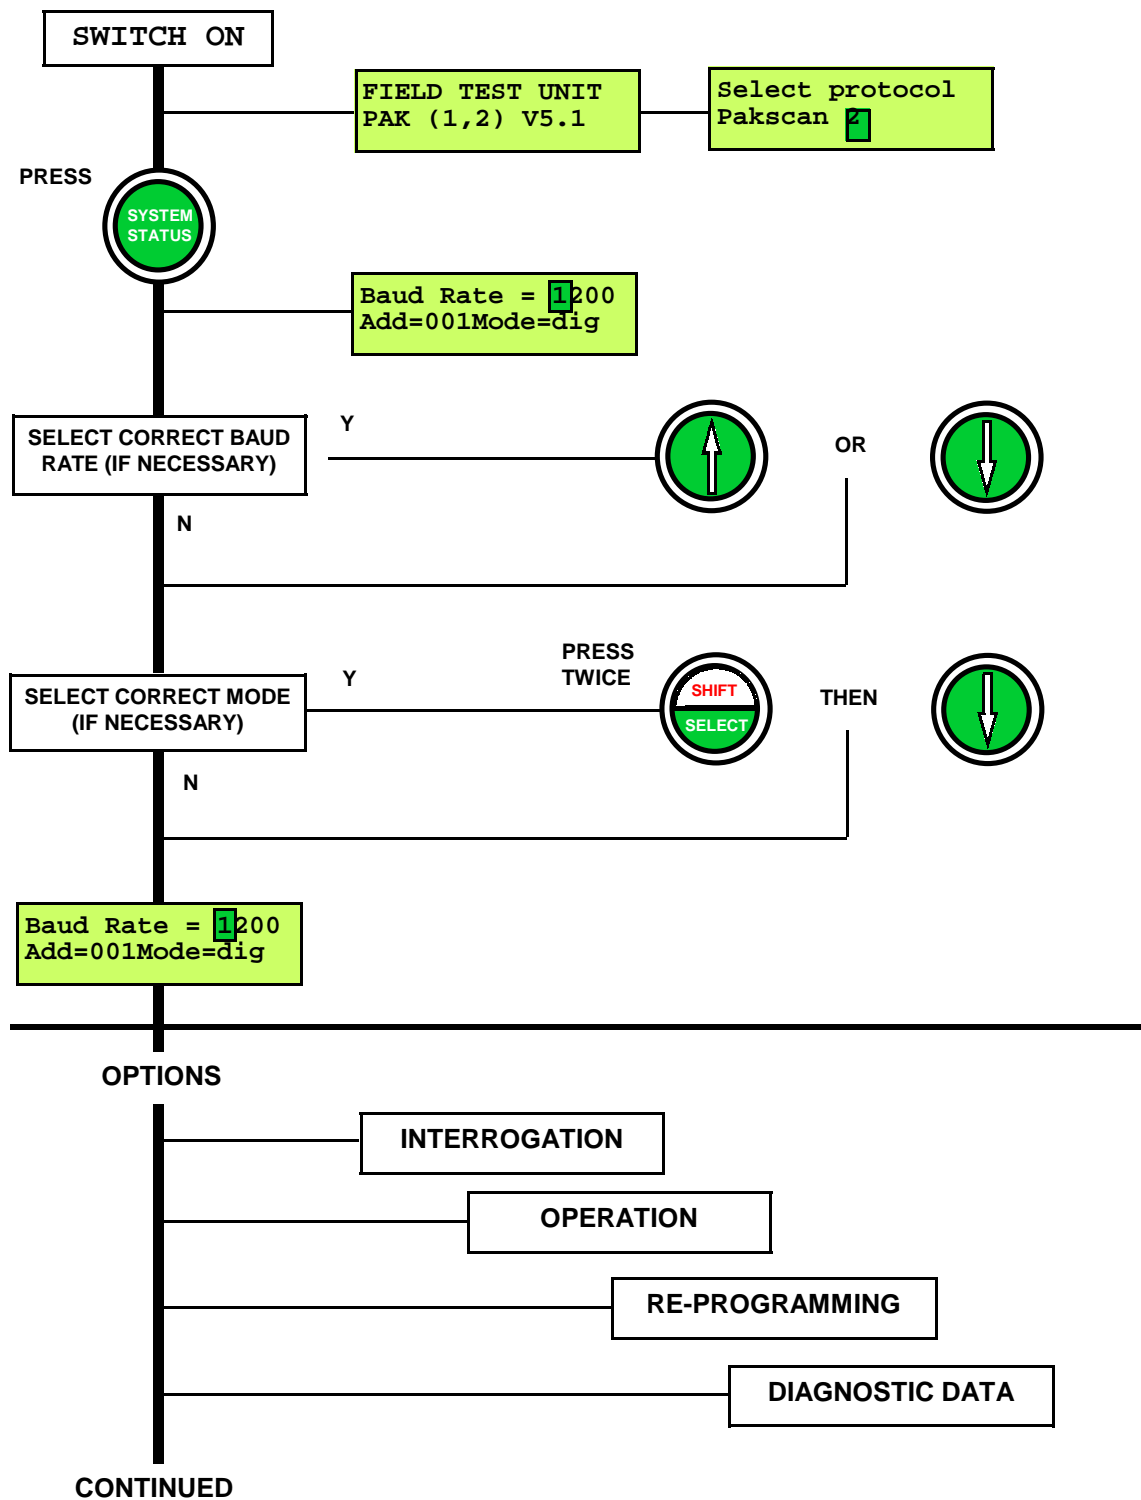 SWITCH ON
FIELD TEST UNIT
PAK (1,2) V5.1
Select protocol
Pakscan 2
PRESS
SYSTEM
STATUS
Baud Rate = 1200
Add=001Mode=dig
SELECT CORRECT BAUD
RATE (IF NECESSARY)
Y
OR
N
SELECT CORRECT MODE
(IF NECESSARY)
Y
PRESS
TWICE
SHIFT
SELECT
THEN
N
Baud Rate = 1200
Add=001Mode=dig
OPTIONS
INTERROGATION
OPERATION
RE-PROGRAMMING
DIAGNOSTIC DATA
CONTINUED